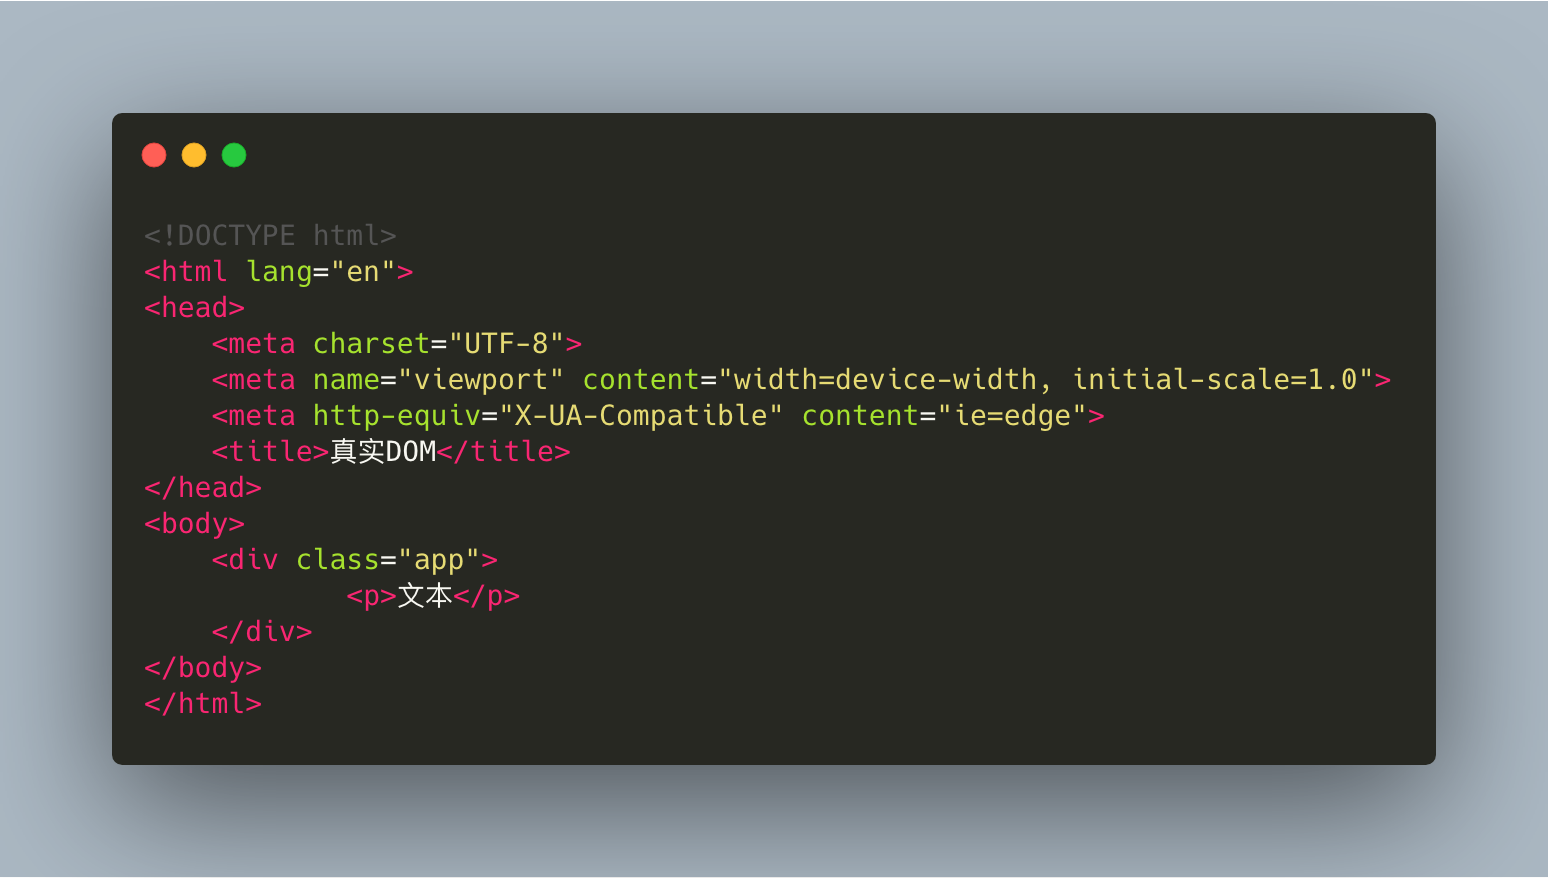 <!DOCTYPE html>
<html lang="en">
<head>
    <meta charset="UTF-8">
    <meta name="viewport" content="width=device-width, initial-scale=1.0">
    <meta http-equiv="X-UA-Compatible" content="ie=edge">
    <title>真实DOM</title>
</head>
<body>
    <div class="app">
            <p>文本</p>
    </div>
</body>
</html>